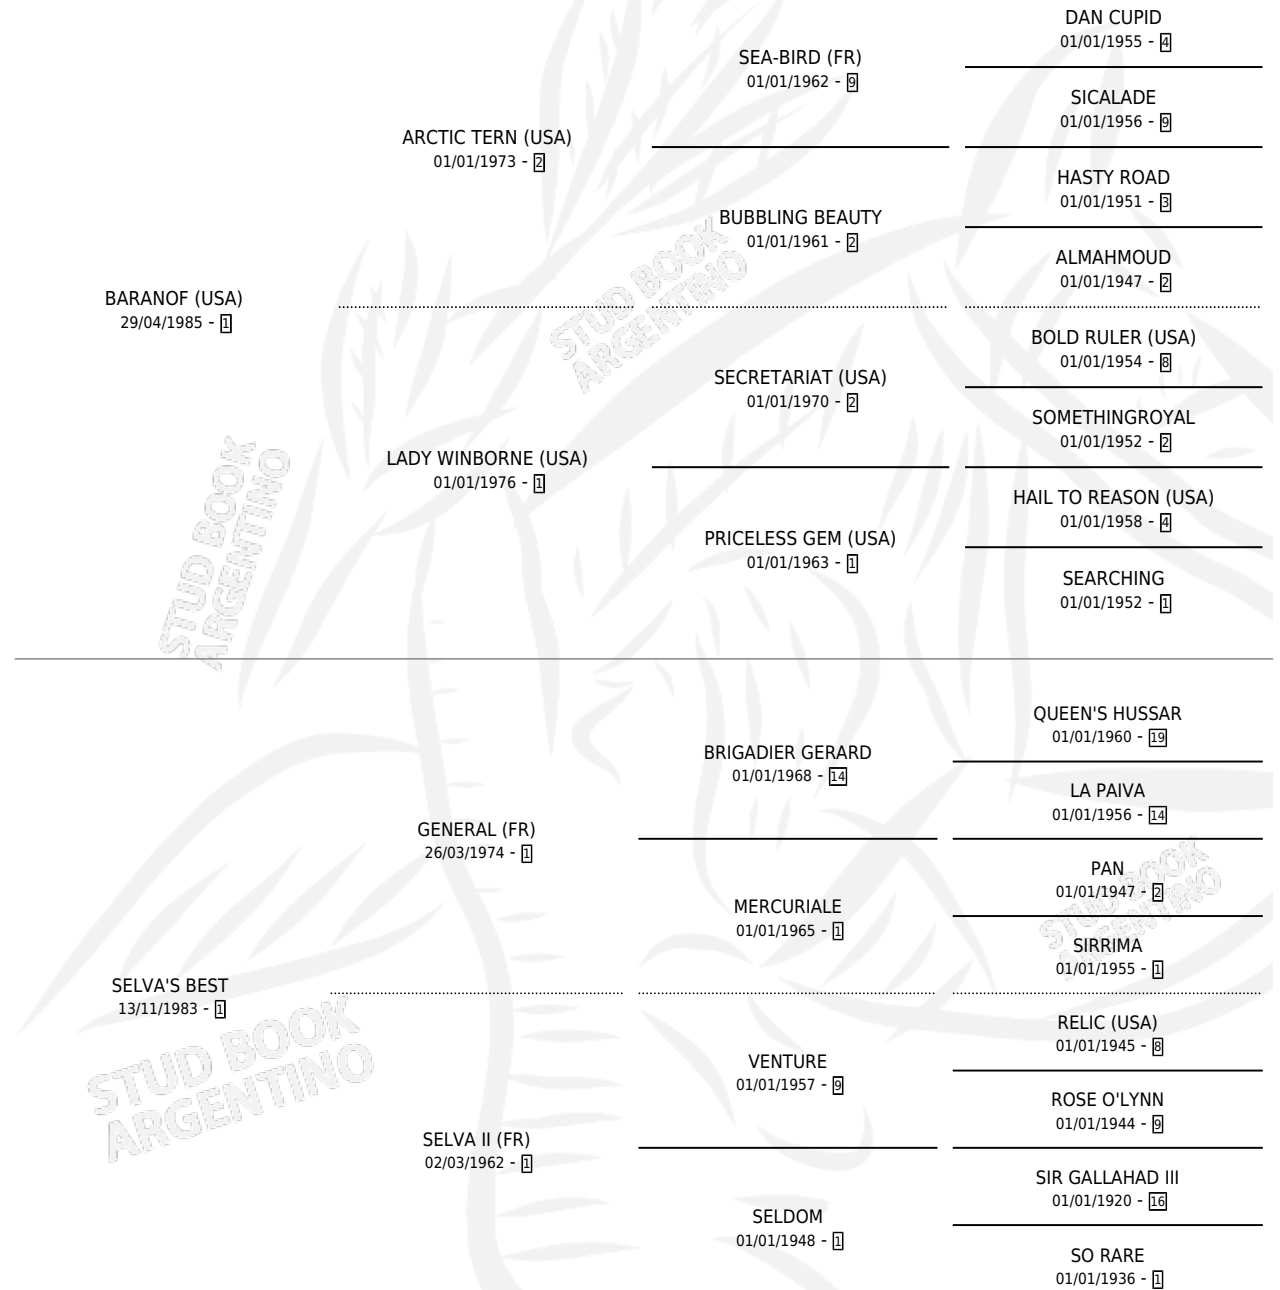 DAN CUPID
01/01/1955 - 4
SEA-BIRD (FR)
01/01/1962 - 9
SICALADE
01/01/1956 - 9
ARCTIC TERN (USA)
01/01/1973 - 2
HASTY ROAD
01/01/1951 - 3
BUBBLING BEAUTY
01/01/1961 - 2
ALMAHMOUD
01/01/1947 - 2
BARANOF (USA)
29/04/1985 - 1
BOLD RULER (USA)
01/01/1954 - 8
SECRETARIAT (USA)
01/01/1970 - 2
SOMETHINGROYAL
01/01/1952 - 2
LADY WINBORNE (USA)
01/01/1976 - 1
HAIL TO REASON (USA)
01/01/1958 - 4
PRICELESS GEM (USA)
01/01/1963 - 1
SEARCHING
01/01/1952 - 1
QUEEN'S HUSSAR
01/01/1960 - 19
BRIGADIER GERARD
01/01/1968 - 14
LA PAIVA
01/01/1956 - 14
GENERAL (FR)
26/03/1974 - 1
PAN
01/01/1947 - 2
MERCURIALE
01/01/1965 - 1
SIRRIMA
01/01/1955 - 1
SELVA'S BEST
13/11/1983 - 1
RELIC (USA)
01/01/1945 - 8
VENTURE
01/01/1957 - 9
ROSE O'LYNN
01/01/1944 - 9
SELVA II (FR)
02/03/1962 - 1
SIR GALLAHAD III
01/01/1920 - 16
SELDOM
01/01/1948 - 1
SO RARE
01/01/1936 - 1
STUD BOOK
ARGENTINO
STUD BOOK
ARGENTINO
STUD BOOK
ARGENTINO
STUD BOOK
ARGENTINO